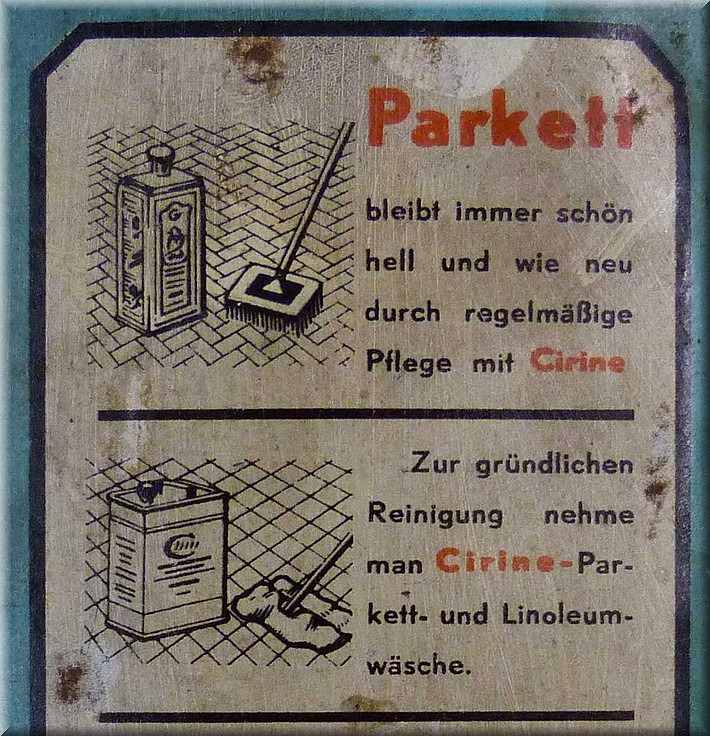 Parkett
bleibt immer schön
hell und wie neu
durch regelmäßige
Pflege mit Cirine
Zur gründlichen
Reinigung nehme
man Cirine-Par-
kett- und Linoleum-
wäsche.